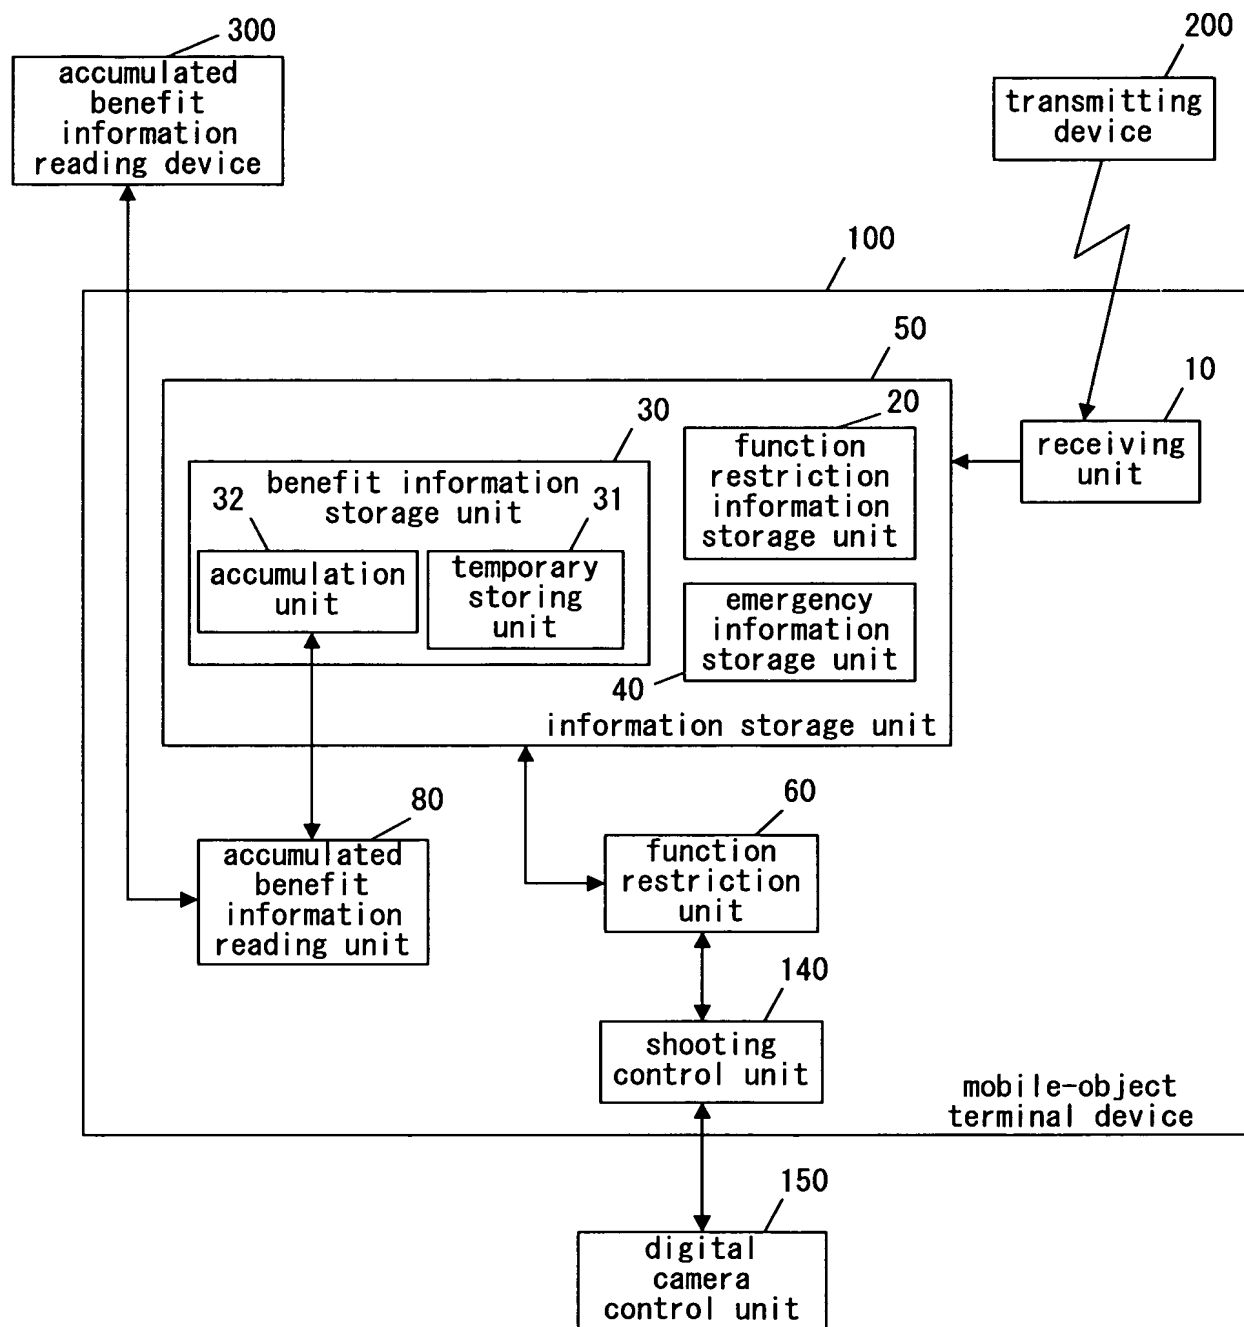 300
accumulated
benefit
information
reading device
200
transmitting
device
100
50
10
receiving
unit
30
20
function
restriction
information
storage unit
benefit information
storage unit
32
31
accumulation
unit
temporary
storing
unit
emergency
information
storage unit
40
information storage unit
80
accumulated
benefit
information
reading unit
60
function
restriction
unit
140
shooting
control unit
mobile-object
terminal device
150
digital
camera
control unit